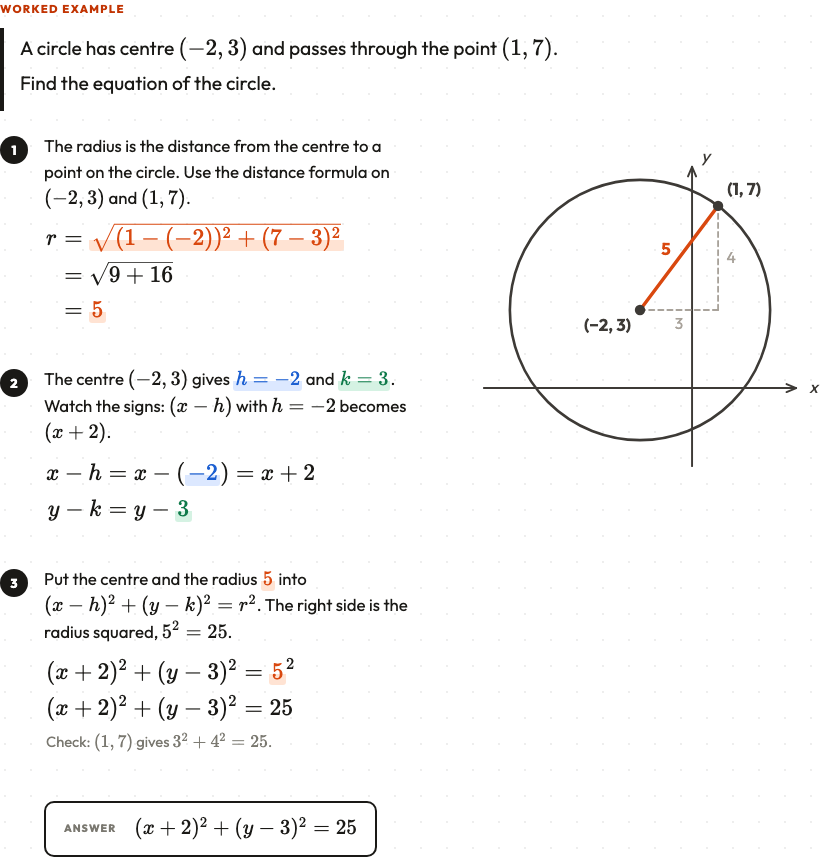 WORKED EXAMPLE
A circle has centre (−2, 3) and passes through the point (1, 7).
Find the equation of the circle.
1
The radius is the distance from the centre to a
point on the circle. Use the distance formula on
(−2, 3) and (1, 7).
r = √(1 − (−2))² + (7 − 3)²
= √9 + 16
= 5
2
The centre (−2, 3) gives h = −2 and k = 3.
Watch the signs: (x − h) with h = −2 becomes
(x + 2).
x − h = x − (−2) = x + 2
y − k = y − 3
3
Put the centre and the radius 5 into
(x − h)² + (y − k)² = r². The right side is the
radius squared, 5² = 25.
(x + 2)² + (y − 3)² = 5²
(x + 2)² + (y − 3)² = 25
Check: (1, 7) gives 3² + 4² = 25.
ANSWER (x + 2)² + (y − 3)² = 25
y
(1, 7)
5
4
(−2, 3)
3
x